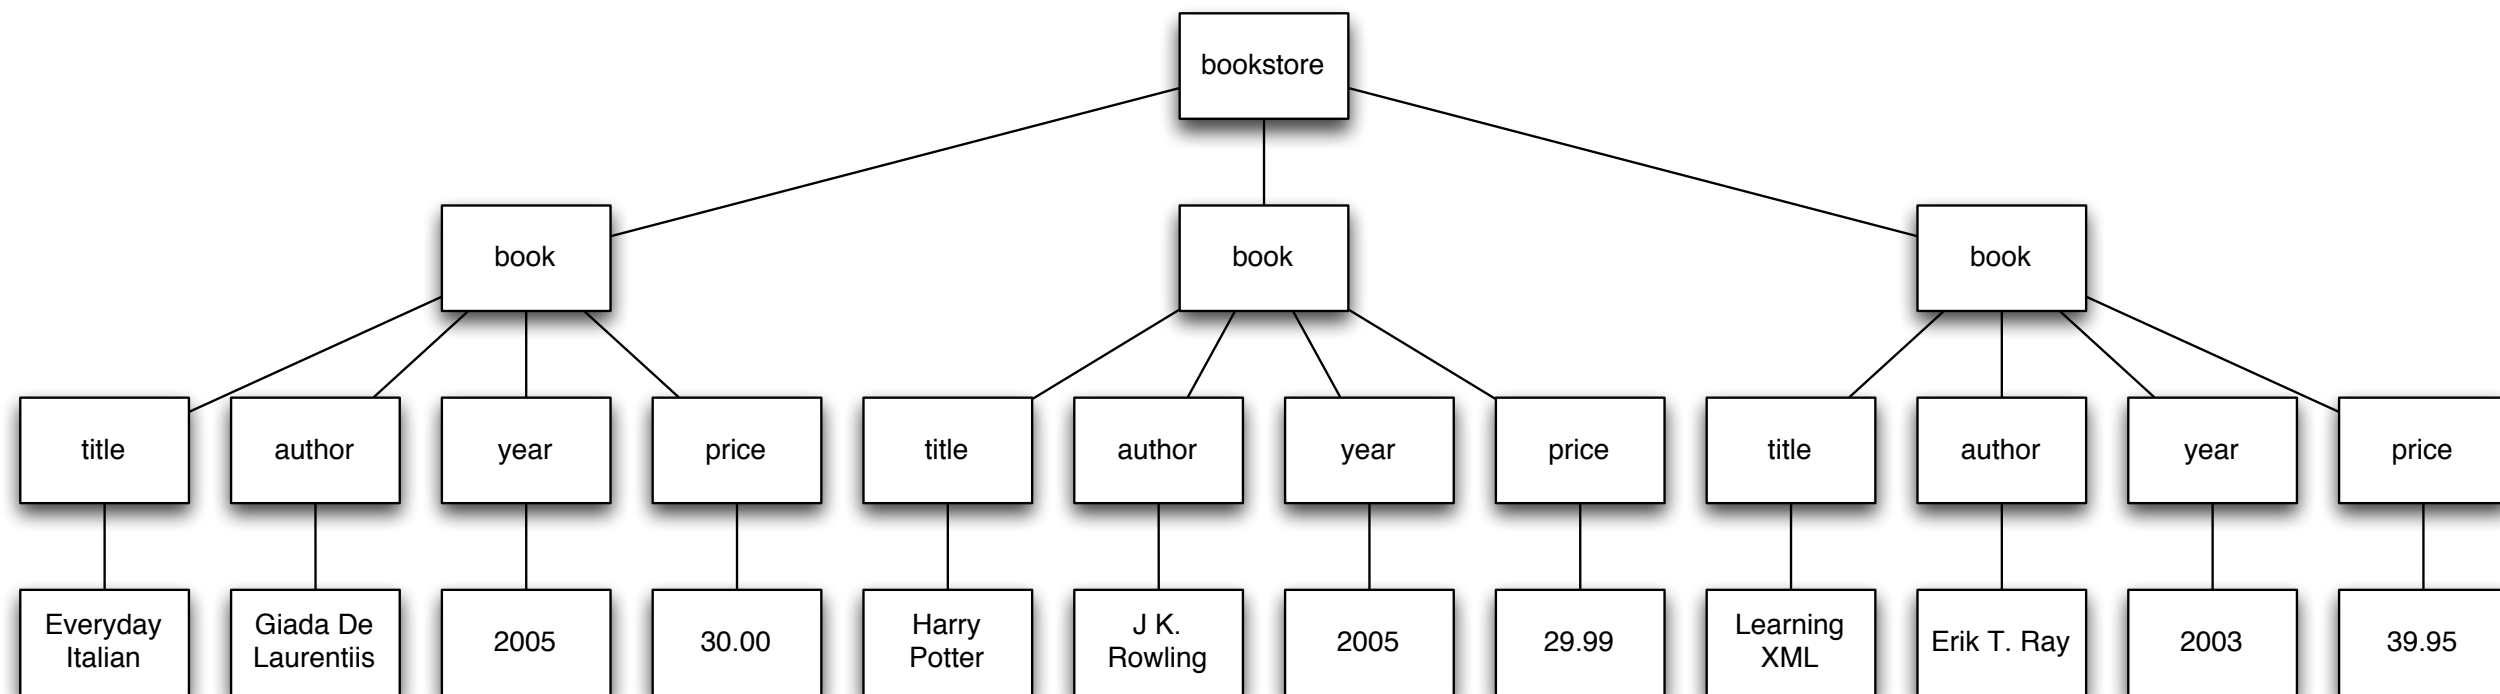 bookstore
book
book
book
title
author
year
price
title
author
year
price
title
author
year
price
Everyday
Italian
Giada De
Laurentiis
2005
30.00
Harry
Potter
J K.
Rowling
2005
29.99
Learning
XML
Erik T. Ray
2003
39.95